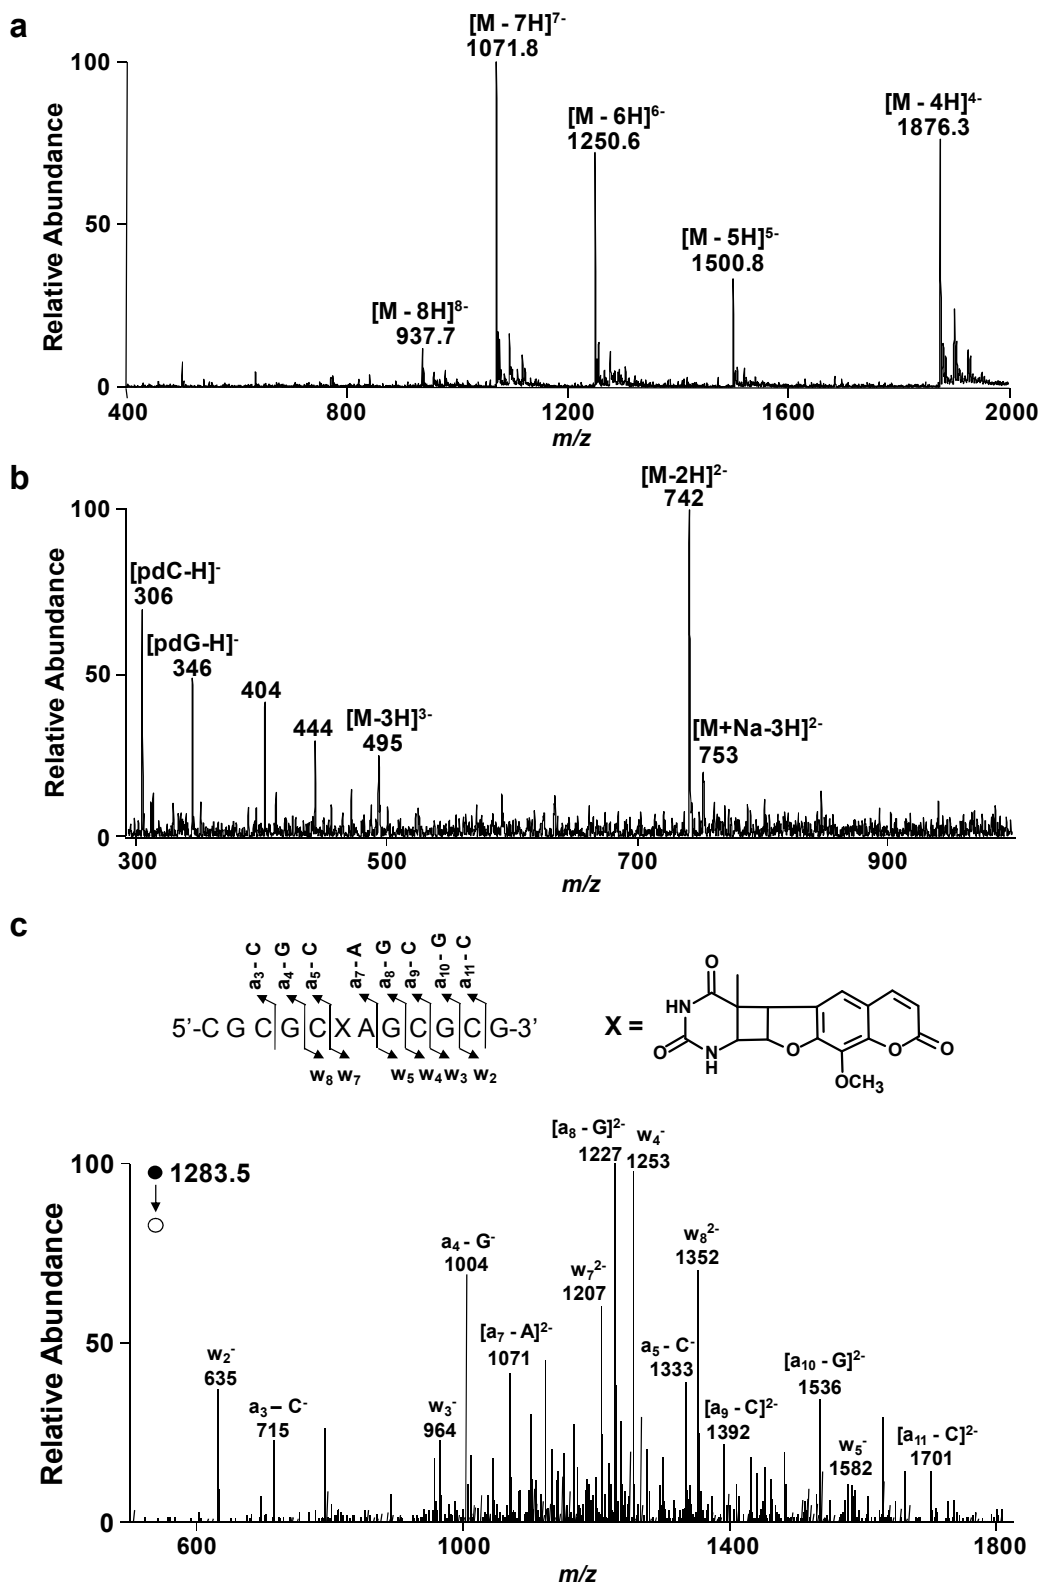 a
[M - 7H]7-
1071.8
[M - 6H]6-
1250.6
[M - 4H]4-
1876.3
[M - 5H]5-
1500.8
[M - 8H]8-
937.7
Relative Abundance
100
50
0
400 800 1200 1600 2000
m/z
b
[M-2H]2-
742
[pdC-H]-
306
[pdG-H]-
346
404
444
[M-3H]3-
495
[M+Na-3H]2-
753
Relative Abundance
100
50
0
300 500 700 900
m/z
c
a3- C
a4- G
a5- C
a7- A
a8- G
a9- C
a10- G
a11- C
5'-C G C G C X A G C G C G-3'
w8 w7 w5 w4 w3 w2
X =
O
HN
O
N
H
O
O
O
OCH3
1283.5
[a8 - G]2-
1227
w4-
1253
a4 - G-
1004
w7 2-
1207
w8 2-
1352
[a7 - A]2-
1071
a5 - C-
1333
w2-
635
a3 – C-
715
w3-
964
[a9 - C]2-
1392
[a10 - G]2-
1536
w5-
1582
[a11 - C]2-
1701
Relative Abundance
100
50
0
600 1000 1400 1800
m/z